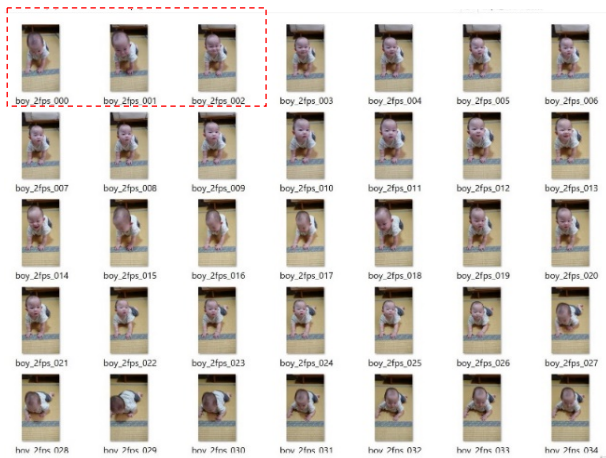 boy_2fps_000 boy_2fps_001 boy_2fps_002 boy_2fps_003 boy_2fps_004 boy_2fps_005 boy_2fps_006
boy_2fps_007 boy_2fps_008 boy_2fps_009 boy_2fps_010 boy_2fps_011 boy_2fps_012 boy_2fps_013
boy_2fps_014 boy_2fps_015 boy_2fps_016 boy_2fps_017 boy_2fps_018 boy_2fps_019 boy_2fps_020
boy_2fps_021 boy_2fps_022 boy_2fps_023 boy_2fps_024 boy_2fps_025 boy_2fps_026 boy_2fps_027
boy_2fps_028 boy_2fps_029 boy_2fps_030 boy_2fps_031 boy_2fps_032 boy_2fps_033 boy_2fps_034